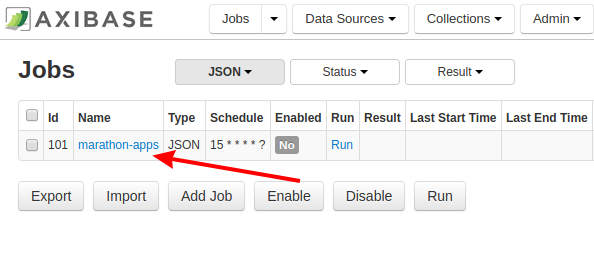 AXIBASE Jobs Data Sources Collections Admin
Jobs JSON Status Result
Id Name Type Schedule Enabled Run Result Last Start Time Last End Time
101 marathon-apps JSON 15 * * * * ? No Run
Export Import Add Job Enable Disable Run